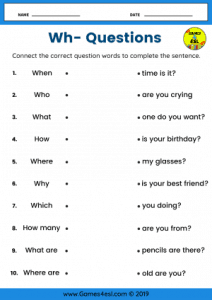 NAME DATE
Wh- Questions
GAMES 4 ESL
Connect the correct question words to complete the sentence.
1. When • • time is it?
2. Who • • are you crying
3. What • • one do you want?
4. How • • is your birthday?
5. Where • • my glasses?
6. Why • • is your best friend?
7. Which • • you doing?
8. How many • • are you from?
9. What are • • pencils are there?
10. Where are • • old are you?
www.Games4esl.com © 2019